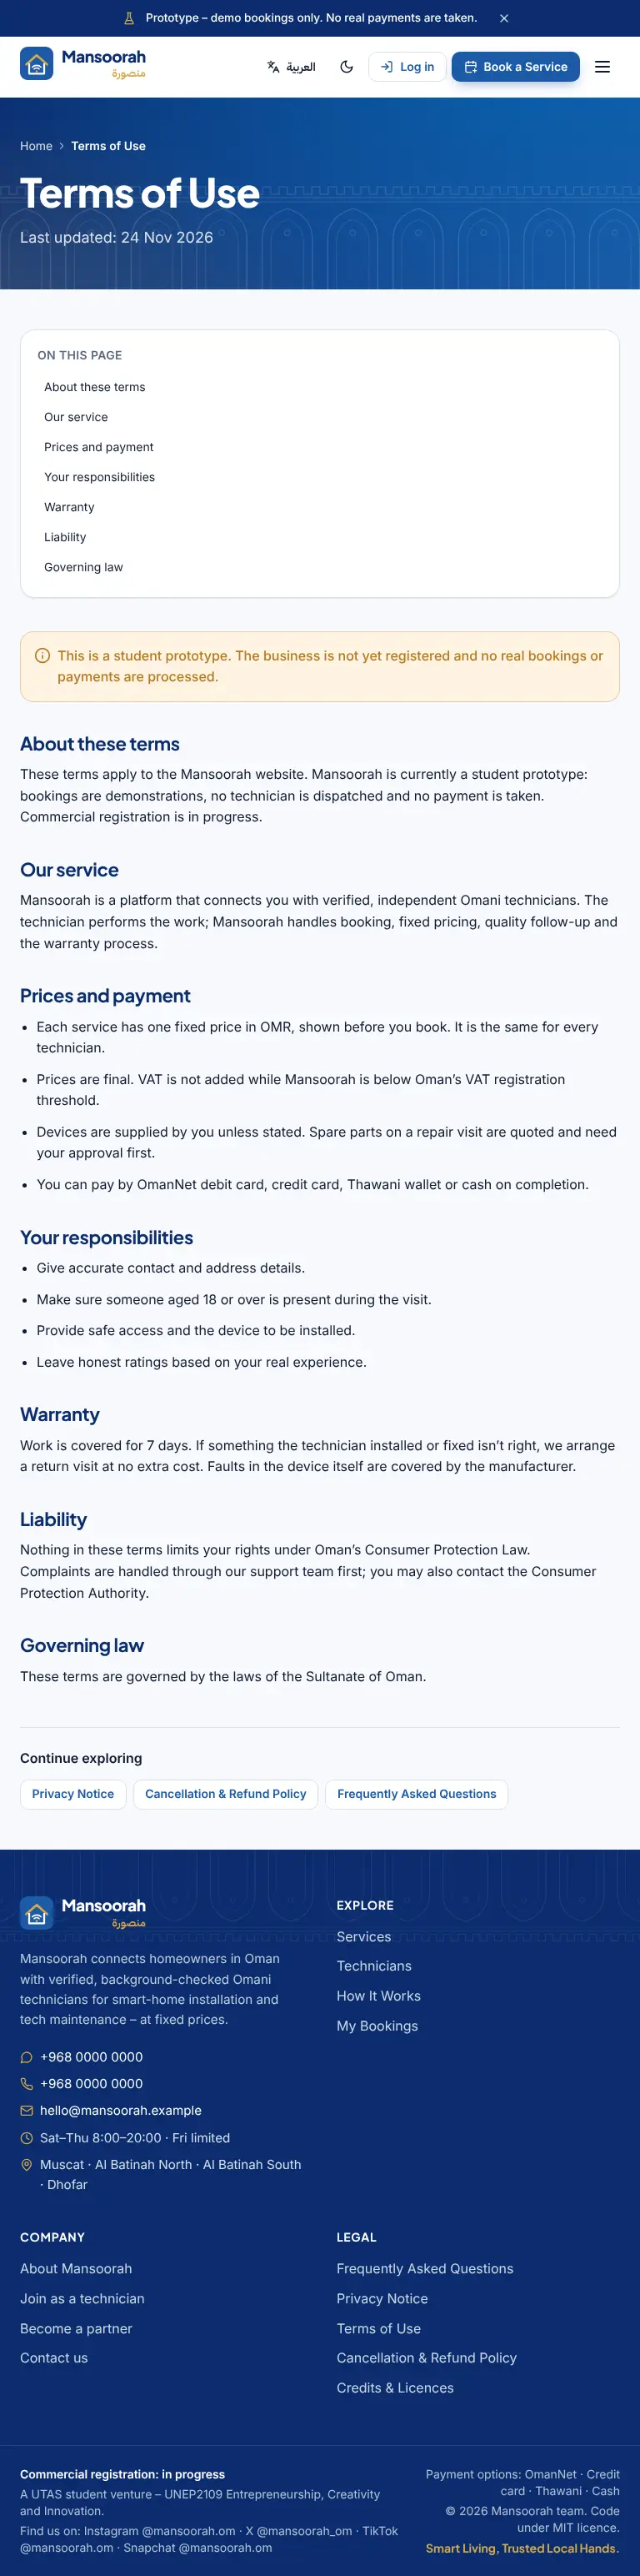 Prototype – demo bookings only. No real payments are taken.
Mansoorah
منصورة
العربية
Log in
Book a Service
Home > Terms of Use
Terms of Use
Last updated: 24 Nov 2026
ON THIS PAGE
About these terms
Our service
Prices and payment
Your responsibilities
Warranty
Liability
Governing law
This is a student prototype. The business is not yet registered and no real bookings or
payments are processed.
About these terms
These terms apply to the Mansoorah website. Mansoorah is currently a student prototype:
bookings are demonstrations, no technician is dispatched and no payment is taken.
Commercial registration is in progress.
Our service
Mansoorah is a platform that connects you with verified, independent Omani technicians. The
technician performs the work; Mansoorah handles booking, fixed pricing, quality follow-up and
the warranty process.
Prices and payment
• Each service has one fixed price in OMR, shown before you book. It is the same for every
technician.
• Prices are final. VAT is not added while Mansoorah is below Oman’s VAT registration
threshold.
• Devices are supplied by you unless stated. Spare parts on a repair visit are quoted and need
your approval first.
• You can pay by OmanNet debit card, credit card, Thawani wallet or cash on completion.
Your responsibilities
• Give accurate contact and address details.
• Make sure someone aged 18 or over is present during the visit.
• Provide safe access and the device to be installed.
• Leave honest ratings based on your real experience.
Warranty
Work is covered for 7 days. If something the technician installed or fixed isn’t right, we arrange
a return visit at no extra cost. Faults in the device itself are covered by the manufacturer.
Liability
Nothing in these terms limits your rights under Oman’s Consumer Protection Law.
Complaints are handled through our support team first; you may also contact the Consumer
Protection Authority.
Governing law
These terms are governed by the laws of the Sultanate of Oman.
Continue exploring
Privacy Notice
Cancellation & Refund Policy
Frequently Asked Questions
Mansoorah
منصورة
Mansoorah connects homeowners in Oman
with verified, background-checked Omani
technicians for smart-home installation and
tech maintenance – at fixed prices.
+968 0000 0000
+968 0000 0000
hello@mansoorah.example
Sat–Thu 8:00–20:00 · Fri limited
Muscat · Al Batinah North · Al Batinah South
· Dhofar
EXPLORE
Services
Technicians
How It Works
My Bookings
COMPANY
About Mansoorah
Join as a technician
Become a partner
Contact us
LEGAL
Frequently Asked Questions
Privacy Notice
Terms of Use
Cancellation & Refund Policy
Credits & Licences
Commercial registration: in progress
A UTAS student venture – UNEP2109 Entrepreneurship, Creativity
and Innovation.
Find us on: Instagram @mansoorah.om · X @mansoorah_om · TikTok
@mansoorah.om · Snapchat @mansoorah.om
Payment options: OmanNet · Credit
card · Thawani · Cash
© 2026 Mansoorah team. Code
under MIT licence.
Smart Living, Trusted Local Hands.